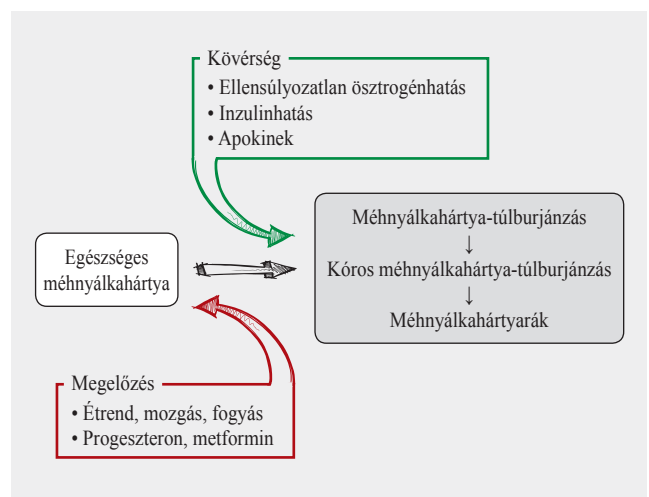 Kövérség
• Ellensúlyozatlan ösztrogénhatás
• Inzulinhatás
• Apokinek
Egészséges
méhnyálkahártya
Méhnyálkahártya-túlburjánzás
↓
Kóros méhnyálkahártya-túlburjánzás
↓
Méhnyálkahártyarák
Megelőzés
• Étrend, mozgás, fogyás
• Progeszteron, metformin